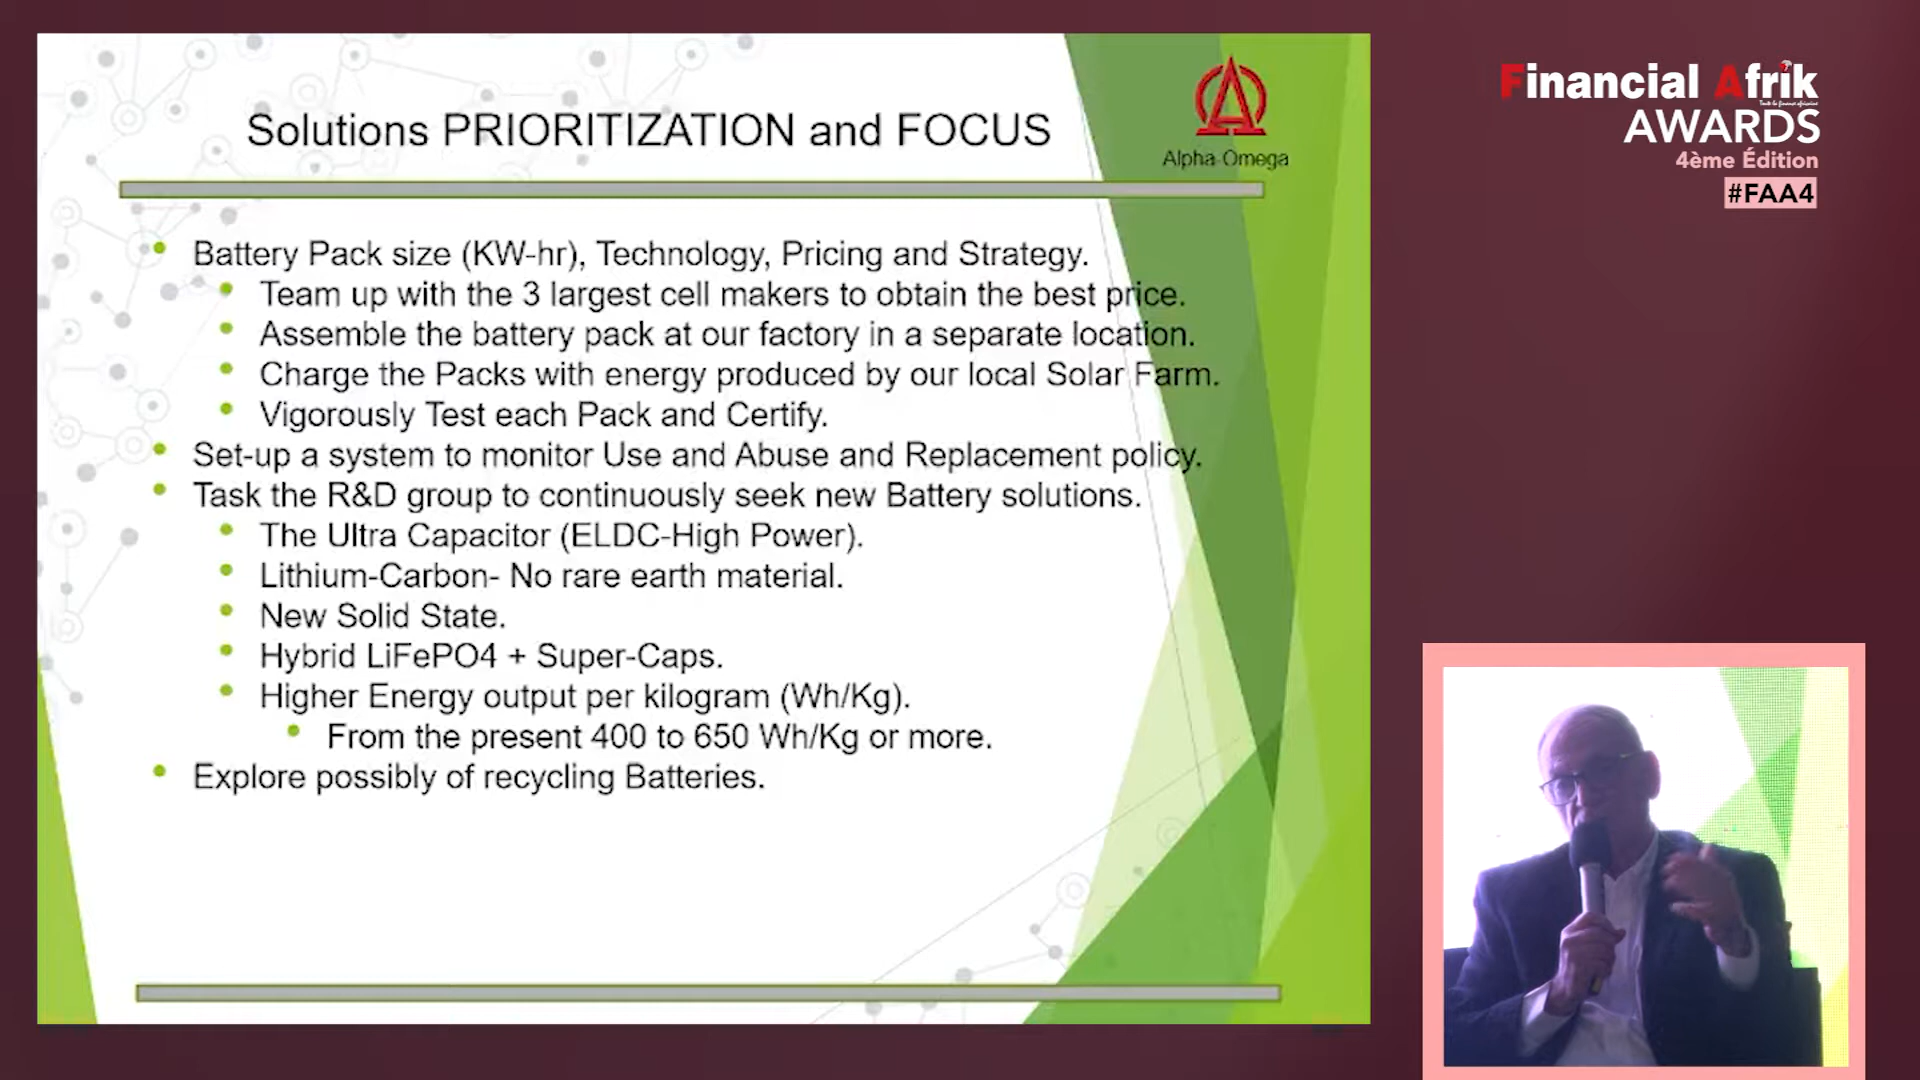 Solutions PRIORITIZATION and FOCUS
Alpha-Omega
Battery Pack size (KW-hr), Technology, Pricing and Strategy.
Team up with the 3 largest cell makers to obtain the best price.
Assemble the battery pack at our factory in a separate location.
Charge the Packs with energy produced by our local Solar Farm.
Vigorously Test each Pack and Certify.
Set-up a system to monitor Use and Abuse and Replacement policy.
Task the R&D group to continuously seek new Battery solutions.
The Ultra Capacitor (ELDC-High Power).
Lithium-Carbon- No rare earth material.
New Solid State.
Hybrid LiFePO4 + Super-Caps.
Higher Energy output per kilogram (Wh/Kg).
From the present 400 to 650 Wh/Kg or more.
Explore possibly of recycling Batteries.
Financial Afrik
AWARDS
4ème Édition
#FAA4